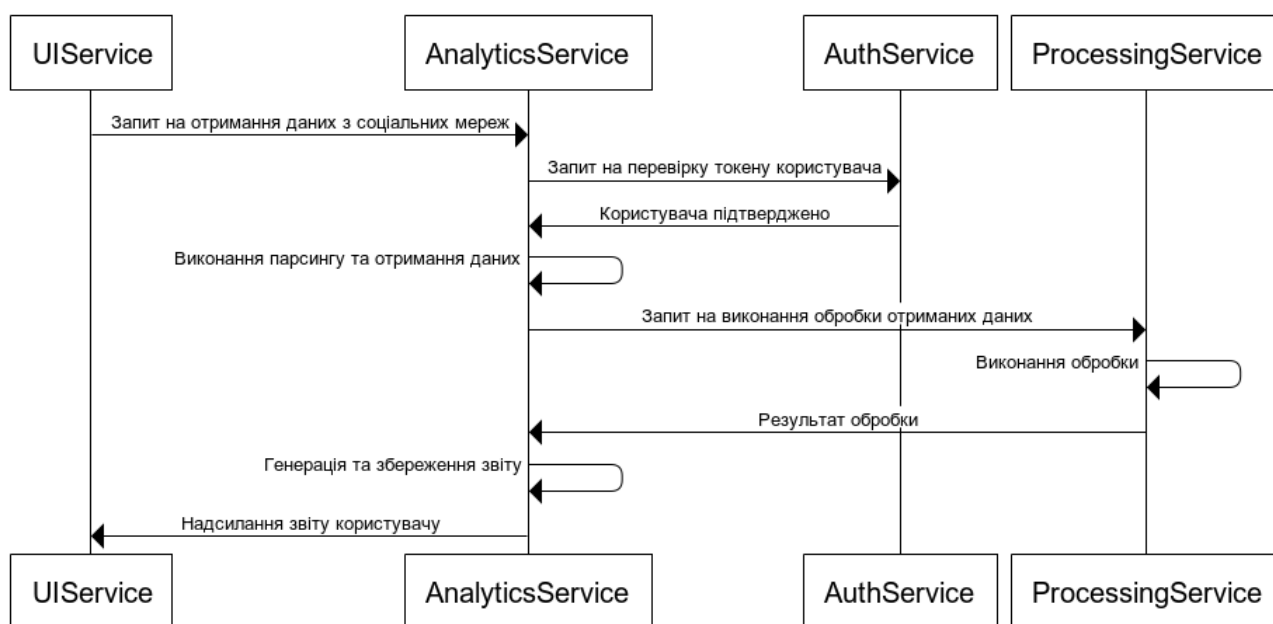 UIService
AnalyticsService
AuthService
ProcessingService
Запит на отримання даних з соціальних мереж
Запит на перевірку токену користувача
Користувача підтверджено
Виконання парсингу та отримання даних
Запит на виконання обробки отриманих даних
Виконання обробки
Результат обробки
Генерація та збереження звіту
Надсилання звіту користувачу
UIService
AnalyticsService
AuthService
ProcessingService